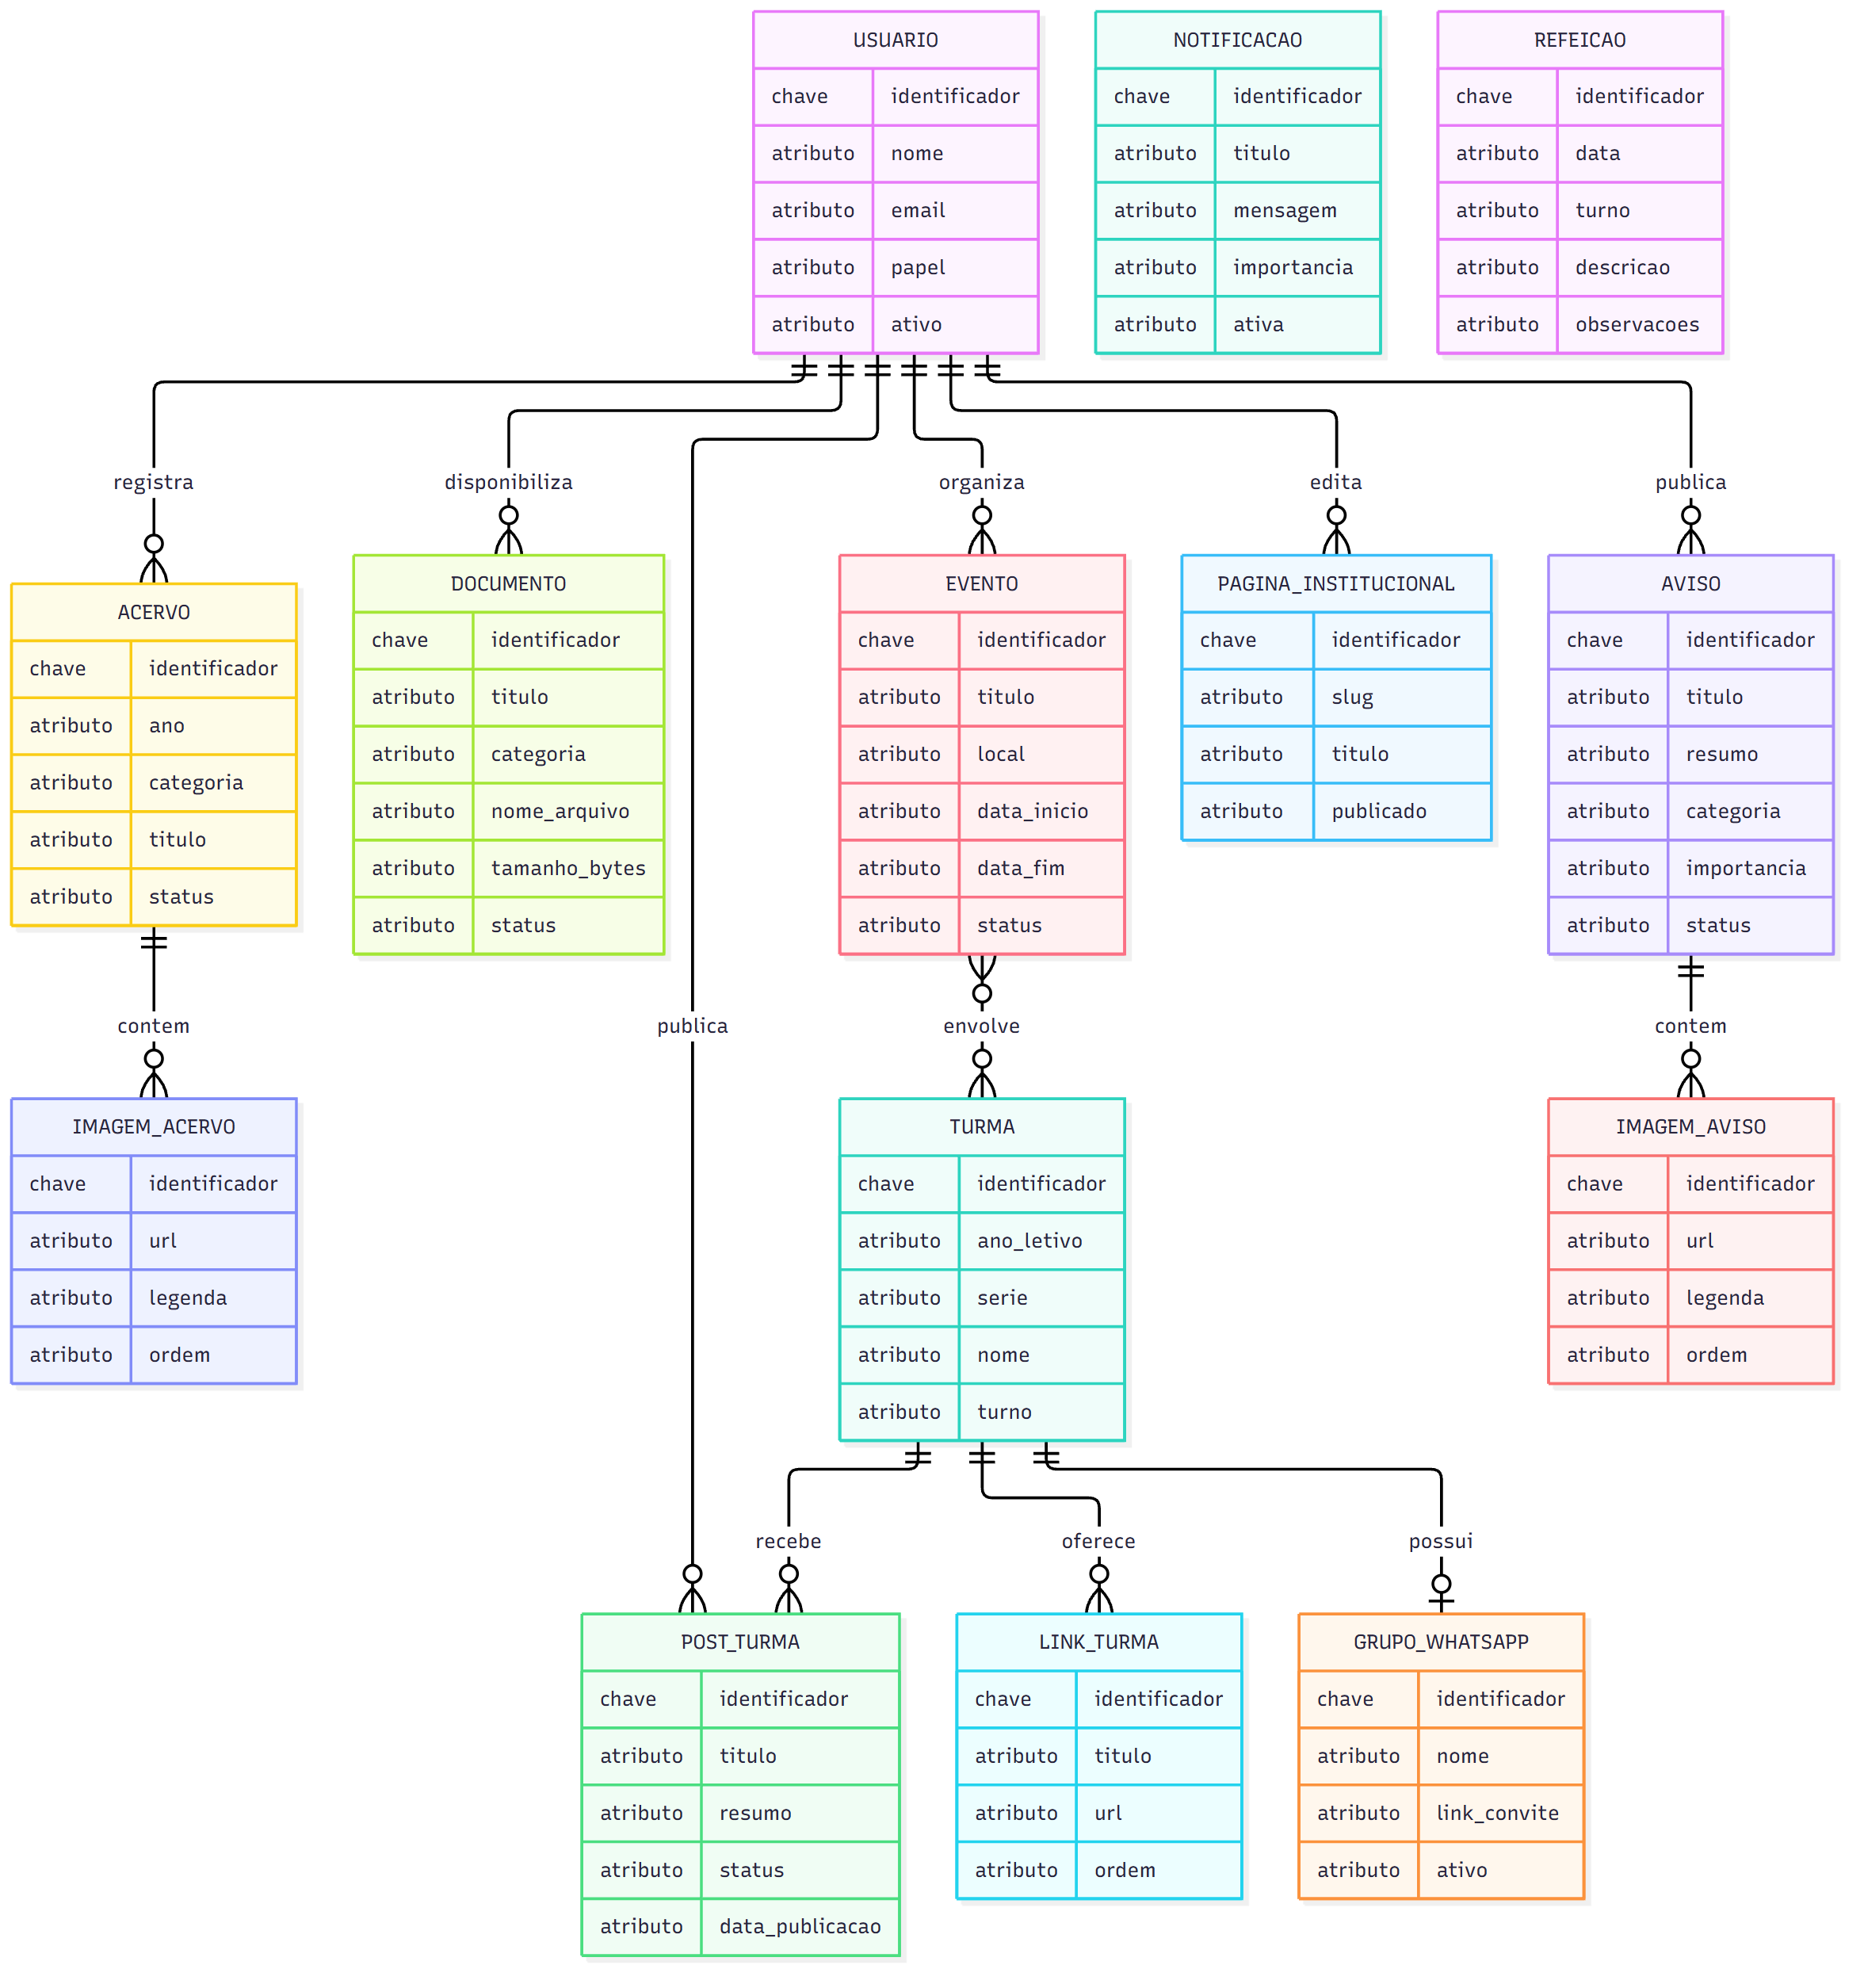 USUARIO
chave identificador
atributo nome
atributo email
atributo papel
atributo ativo
NOTIFICACAO
chave identificador
atributo titulo
atributo mensagem
atributo importancia
atributo ativa
REFEICAO
chave identificador
atributo data
atributo turno
atributo descricao
atributo observacoes
registra
disponibiliza
organiza
edita
publica
ACERVO
chave identificador
atributo ano
atributo categoria
atributo titulo
atributo status
DOCUMENTO
chave identificador
atributo titulo
atributo categoria
atributo nome_arquivo
atributo tamanho_bytes
atributo status
EVENTO
chave identificador
atributo titulo
atributo local
atributo data_inicio
atributo data_fim
atributo status
PAGINA_INSTITUCIONAL
chave identificador
atributo slug
atributo titulo
atributo publicado
AVISO
chave identificador
atributo titulo
atributo resumo
atributo categoria
atributo importancia
atributo status
contem
publica
envolve
contem
IMAGEM_ACERVO
chave identificador
atributo url
atributo legenda
atributo ordem
TURMA
chave identificador
atributo ano_letivo
atributo serie
atributo nome
atributo turno
IMAGEM_AVISO
chave identificador
atributo url
atributo legenda
atributo ordem
recebe
oferece
possui
POST_TURMA
chave identificador
atributo titulo
atributo resumo
atributo status
atributo data_publicacao
LINK_TURMA
chave identificador
atributo titulo
atributo url
atributo ordem
GRUPO_WHATSAPP
chave identificador
atributo nome
atributo link_convite
atributo ativo